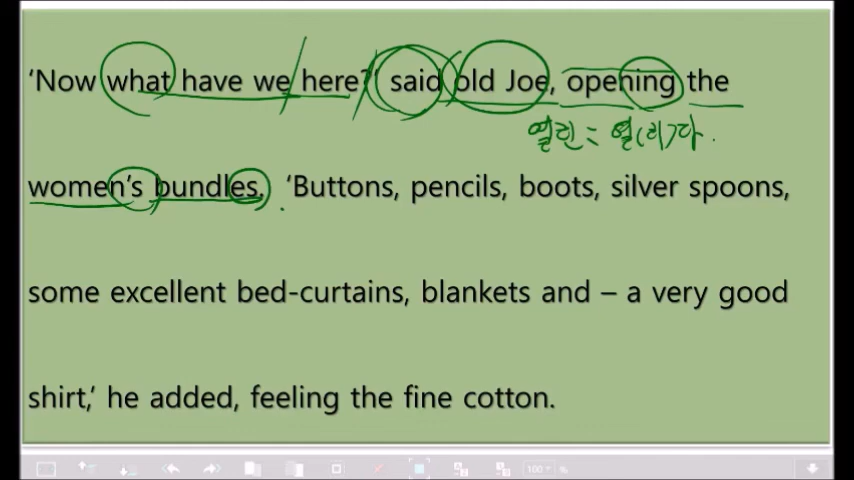 ‘Now what have we here?’ said old Joe, opening the
열린 = 열(리)다.
women’s bundles. ‘Buttons, pencils, boots, silver spoons,
some excellent bed-curtains, blankets and – a very good
shirt,’ he added, feeling the fine cotton.
100 %